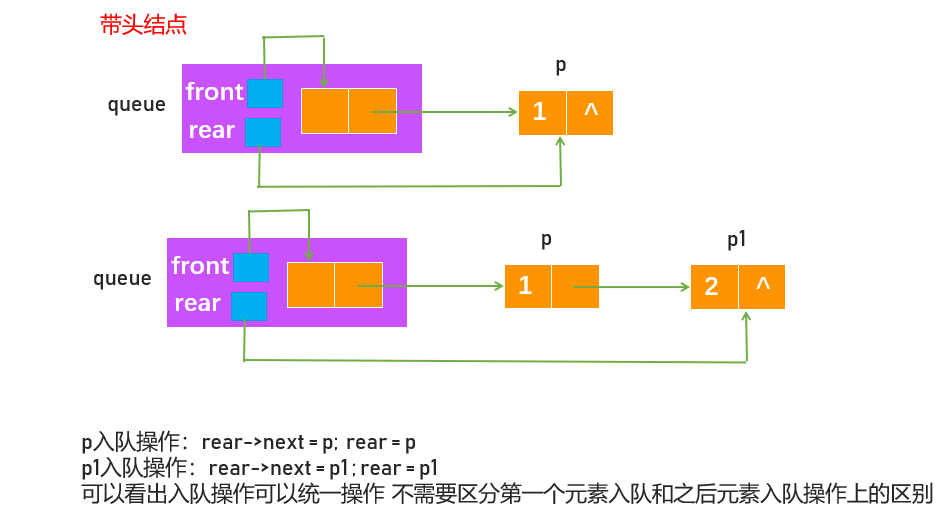 带头结点
p
front
queue
rear
1 ^
p p1
front
queue
rear
1 2 ^
p入队操作：rear->next = p; rear = p
p1入队操作：rear->next = p1 ; rear = p1
可以看出入队操作可以统一操作 不需要区分第一个元素入队和之后元素入队操作上的区别